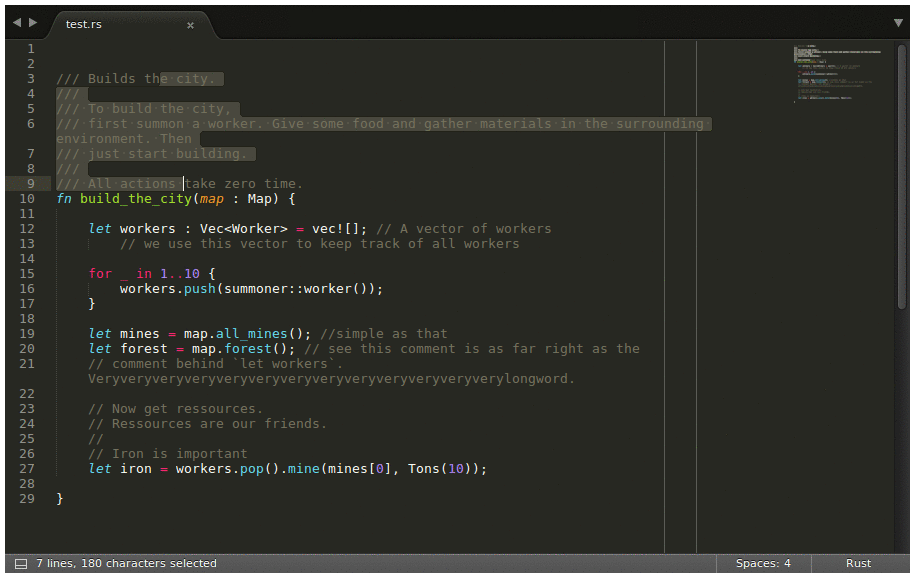 test.rs ×
1
2
3 /// Builds the city.
4 ///
5 /// To build the city,
6 /// first summon a worker. Give some food and gather materials in the surrounding
environment. Then
7 /// just start building.
8 ///
9 /// All actions take zero time.
10 fn build_the_city(map : Map) {
11
12     let workers : Vec<Worker> = vec![]; // A vector of workers
13         // we use this vector to keep track of all workers
14
15     for _ in 1..10 {
16         workers.push(summoner::worker());
17     }
18
19     let mines = map.all_mines(); //simple as that
20     let forest = map.forest(); // see this comment is as far right as the
21     // comment behind `let workers`.
    Veryveryveryveryveryveryveryveryveryveryveryveryverylongword.
22
23     // Now get ressources.
24     // Ressources are our friends.
25     //
26     // Iron is important
27     let iron = workers.pop().mine(mines[0], Tons(10));
28
29 }
7 lines, 180 characters selected Spaces: 4 Rust